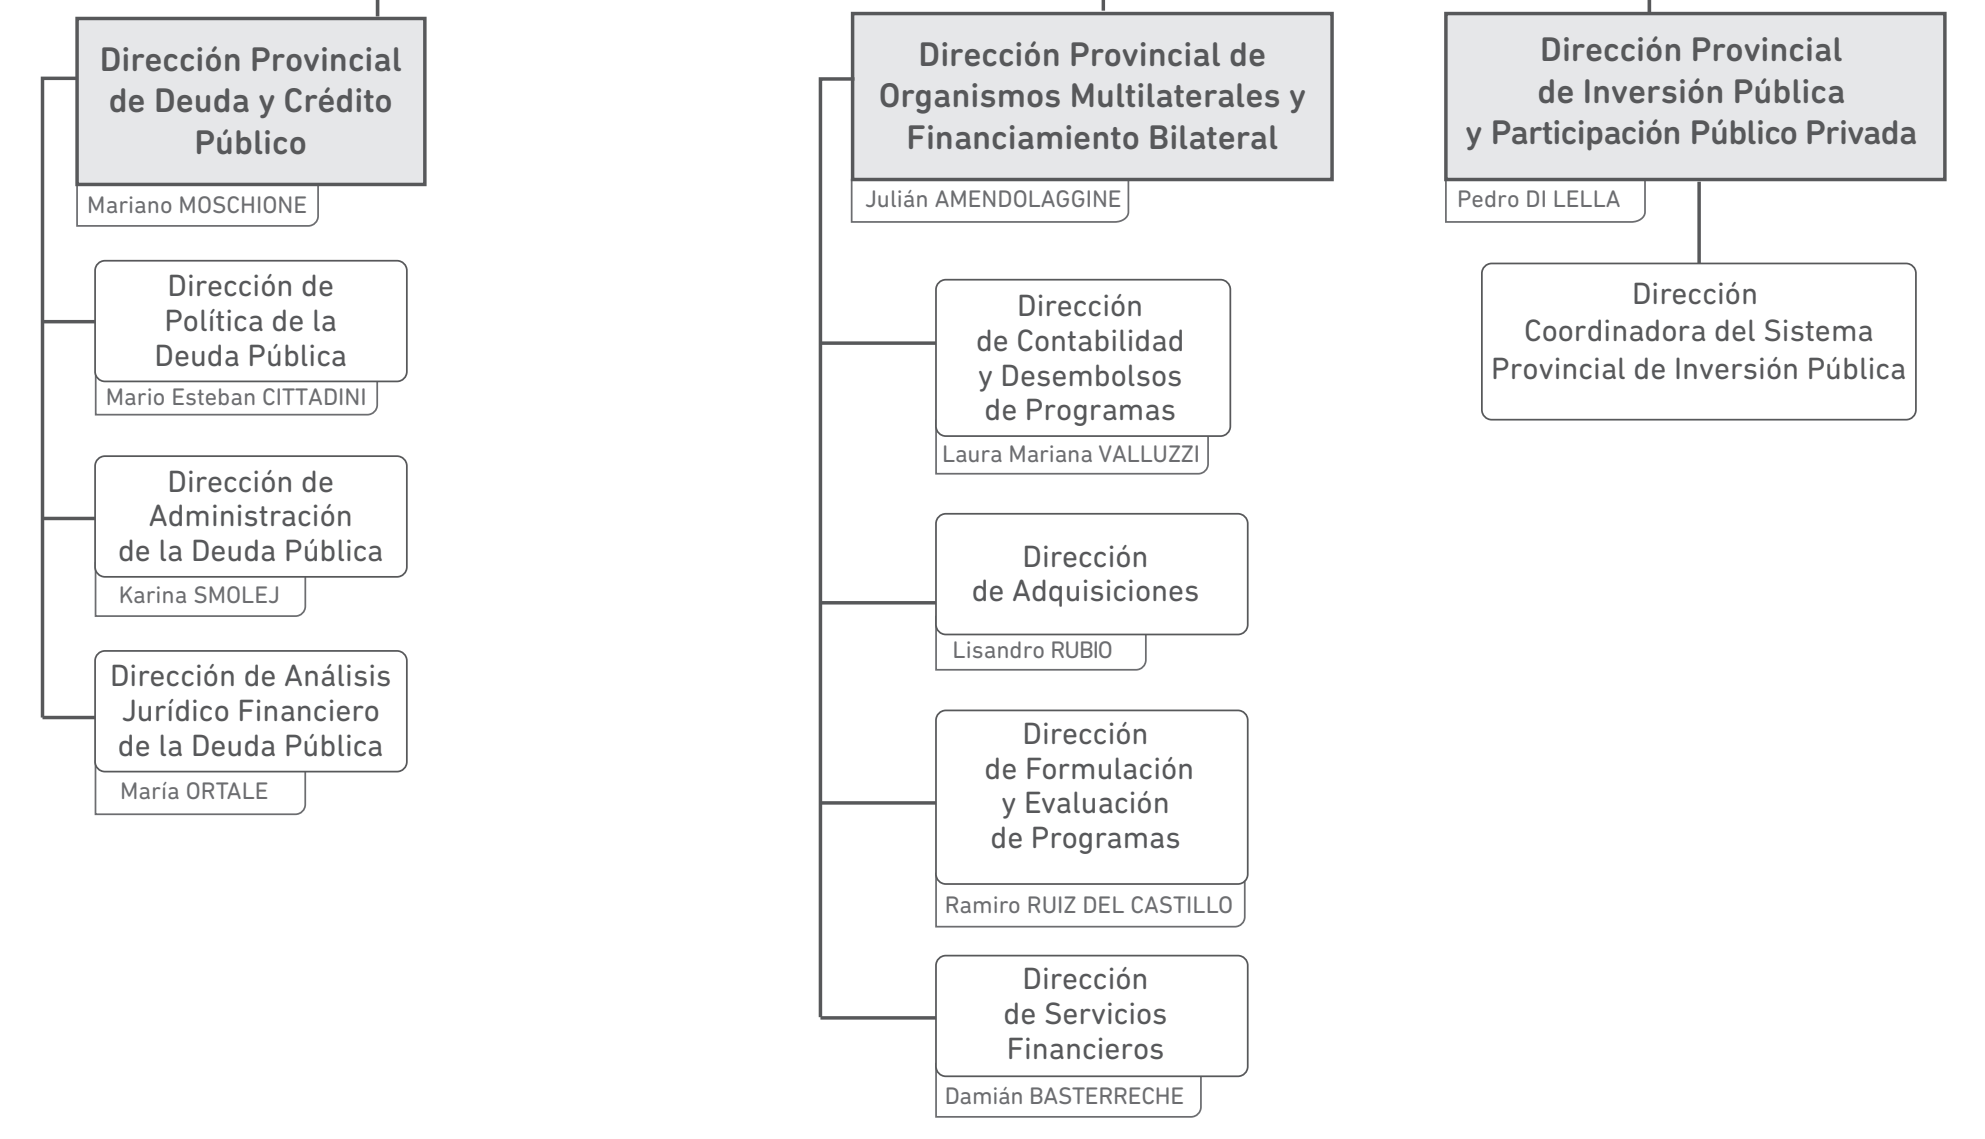 Dirección Provincial
de Deuda y Crédito
Público
Mariano MOSCHIONE
Dirección de
Política de la
Deuda Pública
Mario Esteban CITTADINI
Dirección de
Administración
de la Deuda Pública
Karina SMOLEJ
Dirección de Análisis
Jurídico Financiero
de la Deuda Pública
María ORTALE
Dirección Provincial de
Organismos Multilaterales y
Financiamiento Bilateral
Julián AMENDOLAGGINE
Dirección
de Contabilidad
y Desembolsos
de Programas
Laura Mariana VALLUZZI
Dirección
de Adquisiciones
Lisandro RUBIO
Dirección
de Formulación
y Evaluación
de Programas
Ramiro RUIZ DEL CASTILLO
Dirección
de Servicios
Financieros
Damián BASTERRECHE
Dirección Provincial
de Inversión Pública
y Participación Público Privada
Pedro DI LELLA
Dirección
Coordinadora del Sistema
Provincial de Inversión Pública